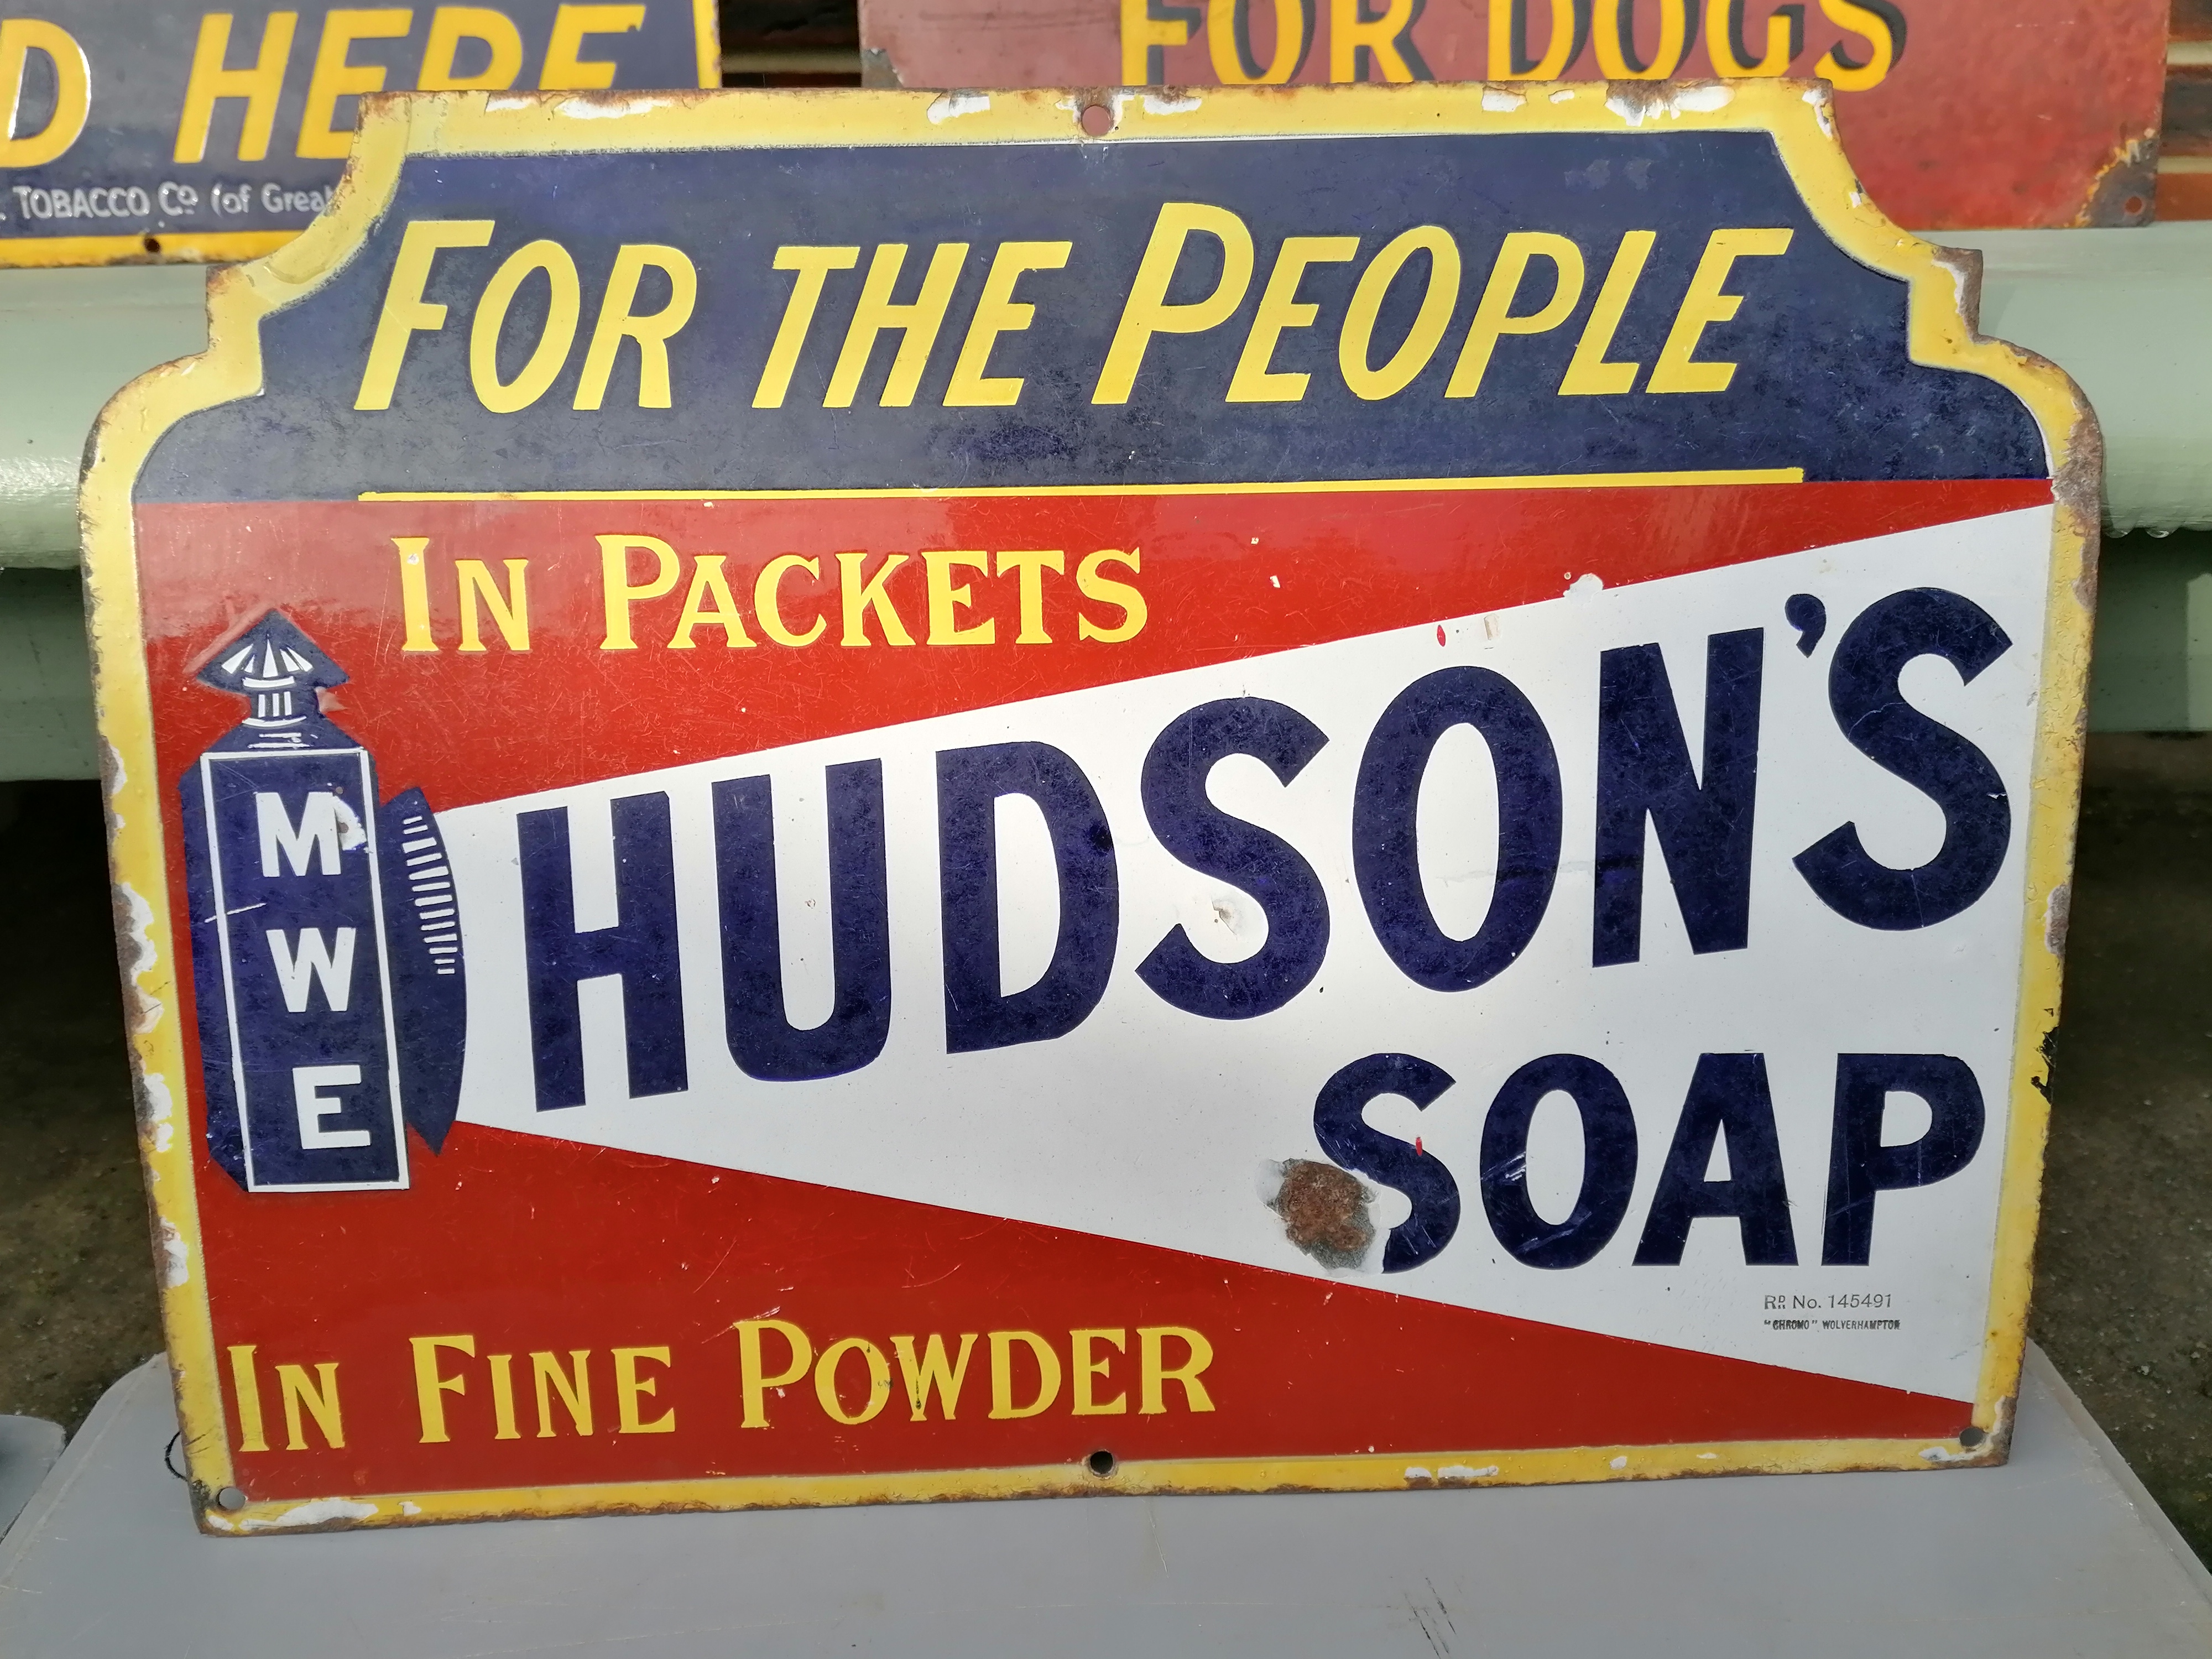 D HERE
. TOBACCO Co (of Grea
FOR DOGS
FOR THE PEOPLE
IN PACKETS
M
W
E
HUDSON'S
SOAP
RD No. 145491
"CHROMO" WOLVERHAMPTON
IN FINE POWDER